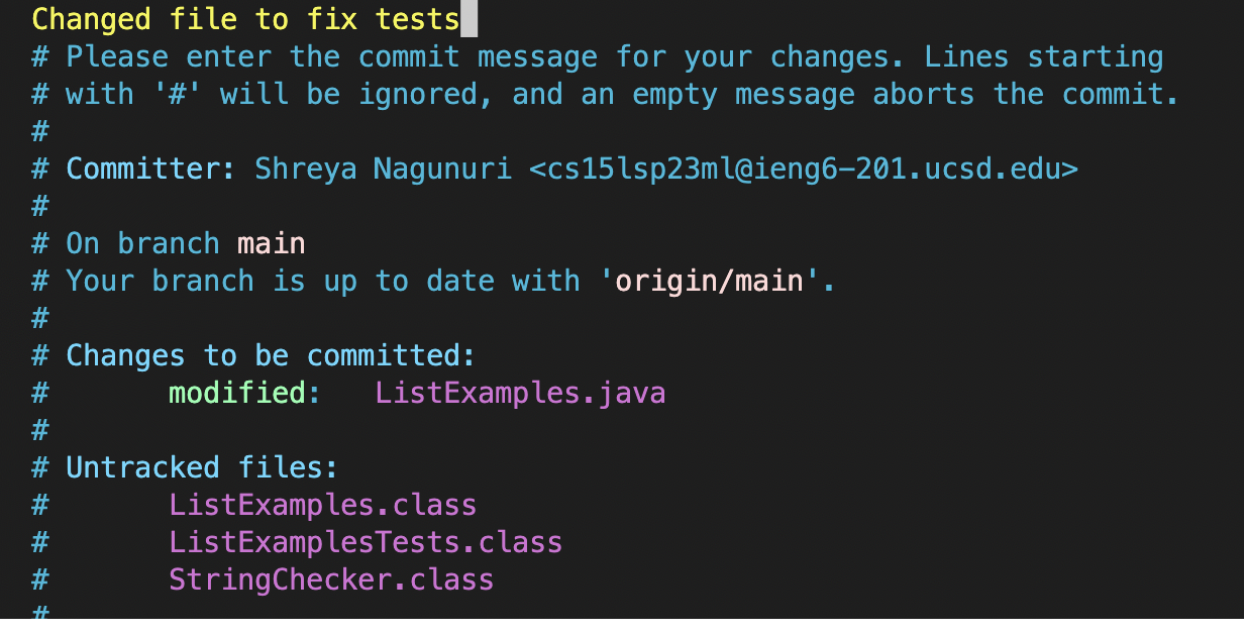 Changed file to fix tests
# Please enter the commit message for your changes. Lines starting
# with '#' will be ignored, and an empty message aborts the commit.
#
# Committer: Shreya Nagunuri <cs15lsp23ml@ieng6-201.ucsd.edu>
#
# On branch main
# Your branch is up to date with 'origin/main'.
#
# Changes to be committed:
#       modified:   ListExamples.java
#
# Untracked files:
#       ListExamples.class
#       ListExamplesTests.class
#       StringChecker.class
#